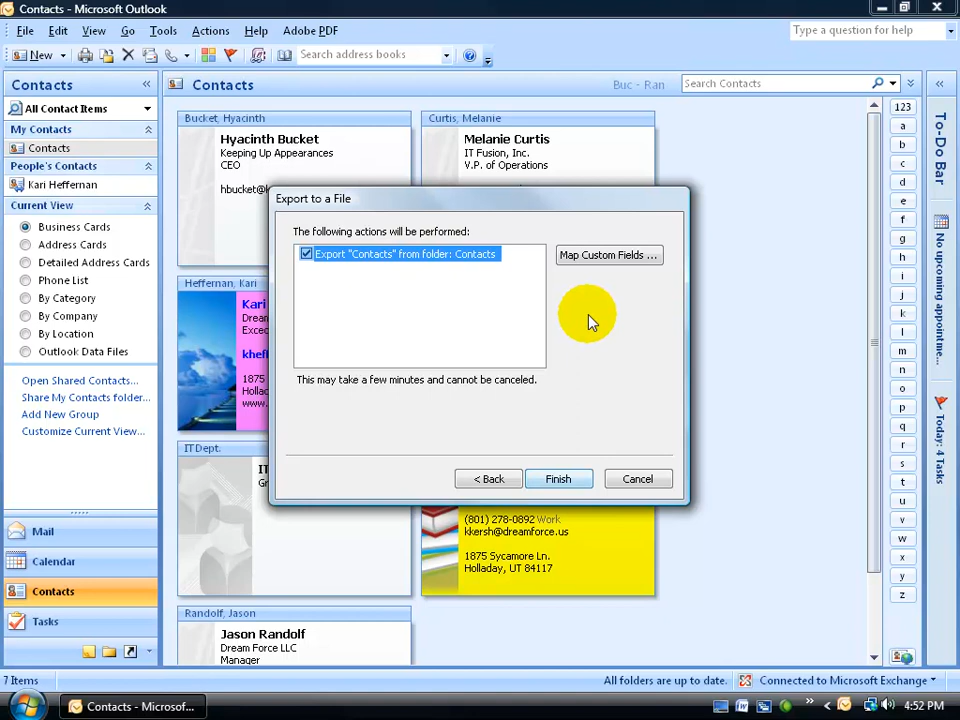 Contacts - Microsoft Outlook
File Edit View Go Tools Actions Help Adobe PDF
Type a question for help
New
Search address books
Contacts
All Contact Items
My Contacts
Contacts
People's Contacts
Kari Heffernan
Current View
Business Cards
Address Cards
Detailed Address Cards
Phone List
By Category
By Company
By Location
Outlook Data Files
Open Shared Contacts...
Share My Contacts folder...
Add New Group
Customize Current View...
Mail
Calendar
Contacts
Tasks
Contacts
Buc - Ran
Search Contacts
Bucket, Hyacinth
Hyacinth Bucket
Keeping Up Appearances
CEO
hbucket@k
Curtis, Melanie
Melanie Curtis
IT Fusion, Inc.
V.P. of Operations
Heffernan, Kari
Kari
Dream
Exced
khef
1875
Hollad
www.
IT Dept.
IT
Gr
(801) 278-0892 Work
kkersh@dreamforce.us
1875 Sycamore Ln.
Holladay, UT 84117
Randolf, Jason
Jason Randolf
Dream Force LLC
Manager
Export to a File
The following actions will be performed:
Export "Contacts" from folder: Contacts
Map Custom Fields ...
This may take a few minutes and cannot be canceled.
< Back
Finish
Cancel
123
a
b
c
d
e
f
g
h
i
j
k
l
m
n
o
p
q
r
s
t
u
v
w
x
y
z
To-Do Bar
No upcoming appointme...
Today: 4 Tasks
7 Items
All folders are up to date.
Connected to Microsoft Exchange
Contacts - Microsof...
4:52 PM